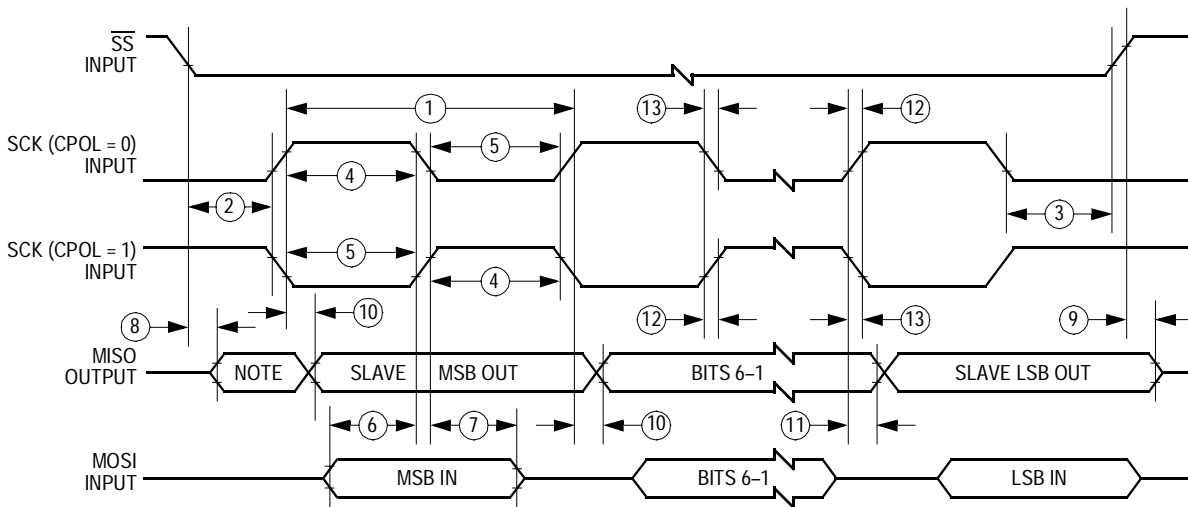 SS
INPUT
1
13
12
SCK (CPOL = 0)
INPUT
5
4
2
3
SCK (CPOL = 1)
INPUT
5
4
8
10
12
13
9
MISO
OUTPUT
NOTE
SLAVE MSB OUT
BITS 6–1
SLAVE LSB OUT
6
7
10
11
MOSI
INPUT
MSB IN
BITS 6–1
LSB IN